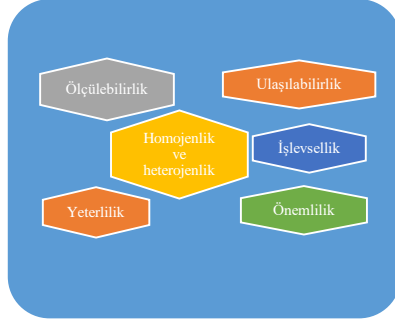 Ölçülebilirlik
Ulaşılabilirlik
Homojenlik
ve
heterojenlik
İşlevsellik
Yeterlilik
Önemlilik